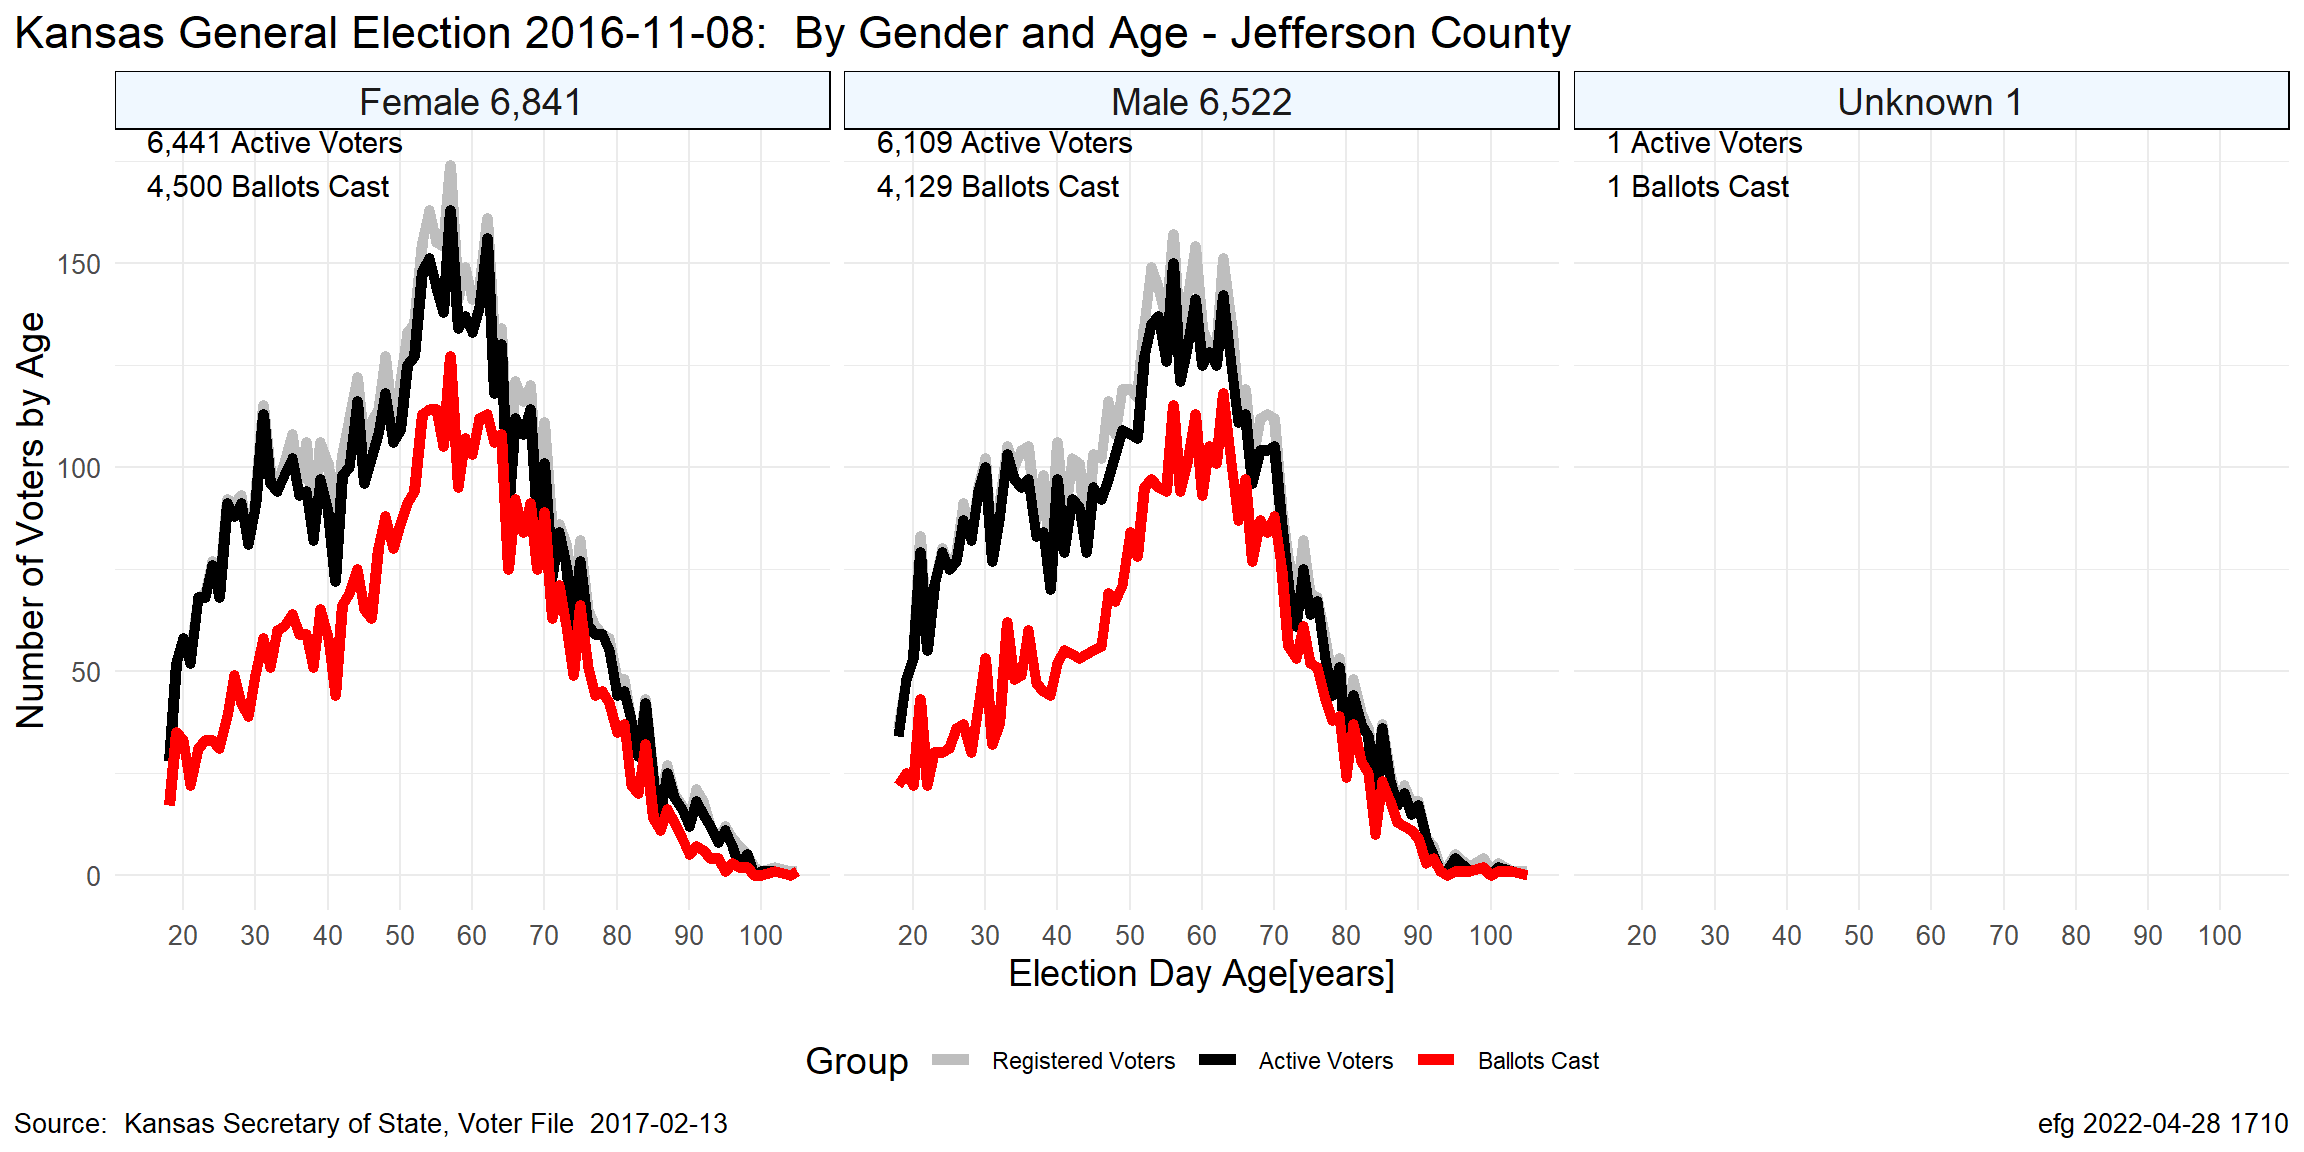 Kansas General Election 2016-11-08:  By Gender and Age - Jefferson County
Female 6,841
Male 6,522
Unknown 1
6,441 Active Voters
4,500 Ballots Cast
6,109 Active Voters
4,129 Ballots Cast
1 Active Voters
1 Ballots Cast
Number of Voters by Age
150
100
50
0
20 30 40 50 60 70 80 90 100
20 30 40 50 60 70 80 90 100
20 30 40 50 60 70 80 90 100
Election Day Age[years]
Group Registered Voters Active Voters Ballots Cast
Source:  Kansas Secretary of State, Voter File  2017-02-13
efg 2022-04-28 1710